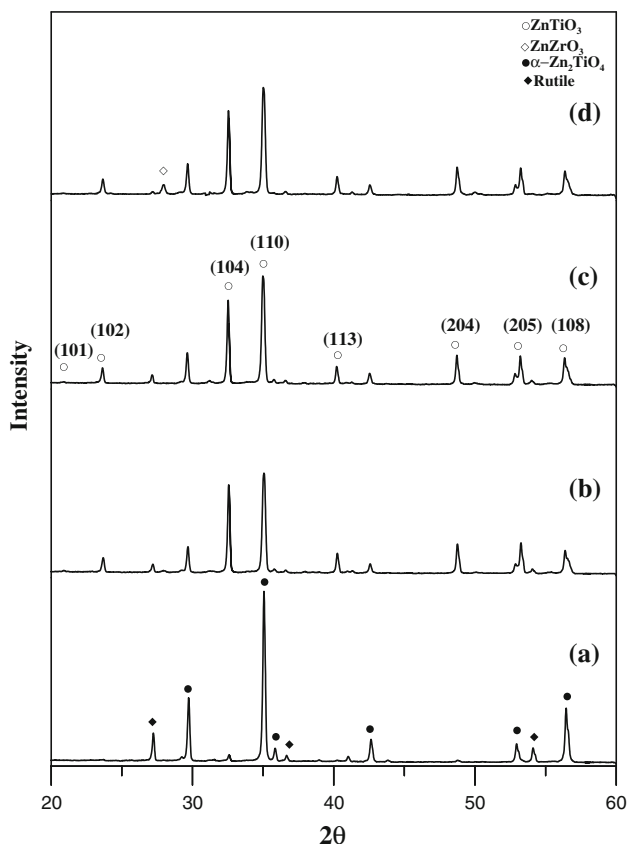 ○ZnTiO₃
◇ZnZrO₃
●α−Zn₂TiO₄
◆Rutile
(d)
(110)
(104)
(c)
(102)
(101)
(113)
(204)
(205)
(108)
(b)
(a)
Intensity
20
30
40
50
60
2θ